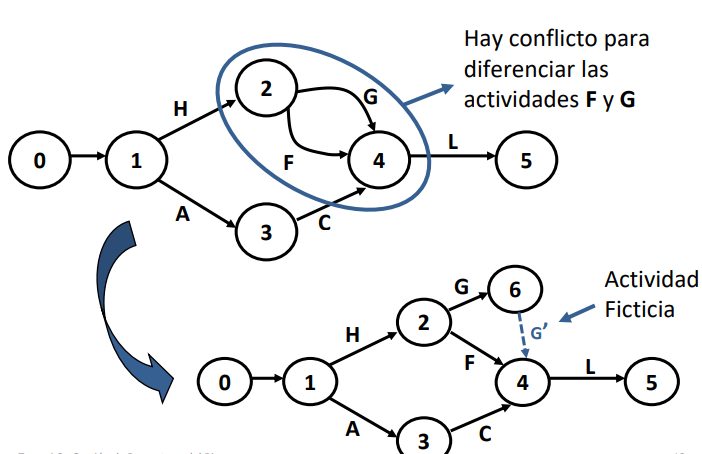 Hay conflicto para
diferenciar las
actividades F y G
H
2
G
0
1
F
4
L
5
A
3
C
Actividad
Ficticia
G
6
H
2
G’
F
0
1
4
L
5
A
3
C